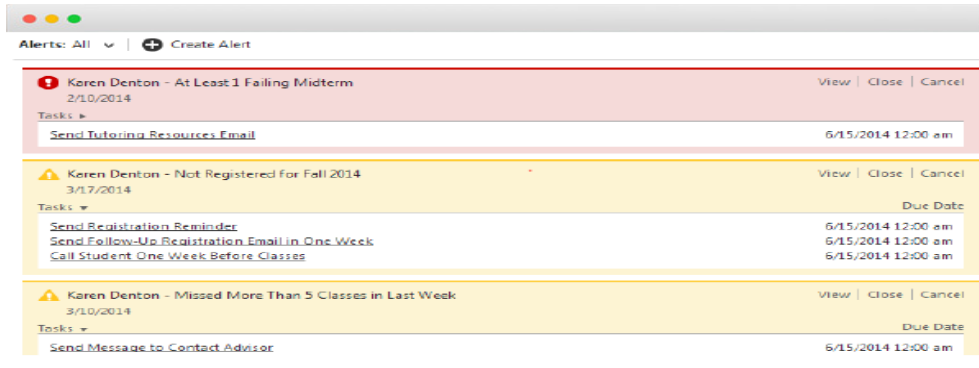 Alerts: All | Create Alert
Karen Denton - At Least 1 Failing Midterm View | Close | Cancel
2/10/2014
Tasks
Send Tutoring Resources Email 6/15/2014 12:00 am
Karen Denton - Not Registered for Fall 2014 View | Close | Cancel
3/17/2014
Tasks Due Date
Send Registration Reminder 6/15/2014 12:00 am
Send Follow-Up Registration Email in One Week 6/15/2014 12:00 am
Call Student One Week Before Classes 6/15/2014 12:00 am
Karen Denton - Missed More Than 5 Classes in Last Week View | Close | Cancel
3/10/2014
Tasks Due Date
Send Message to Contact Advisor 6/15/2014 12:00 am